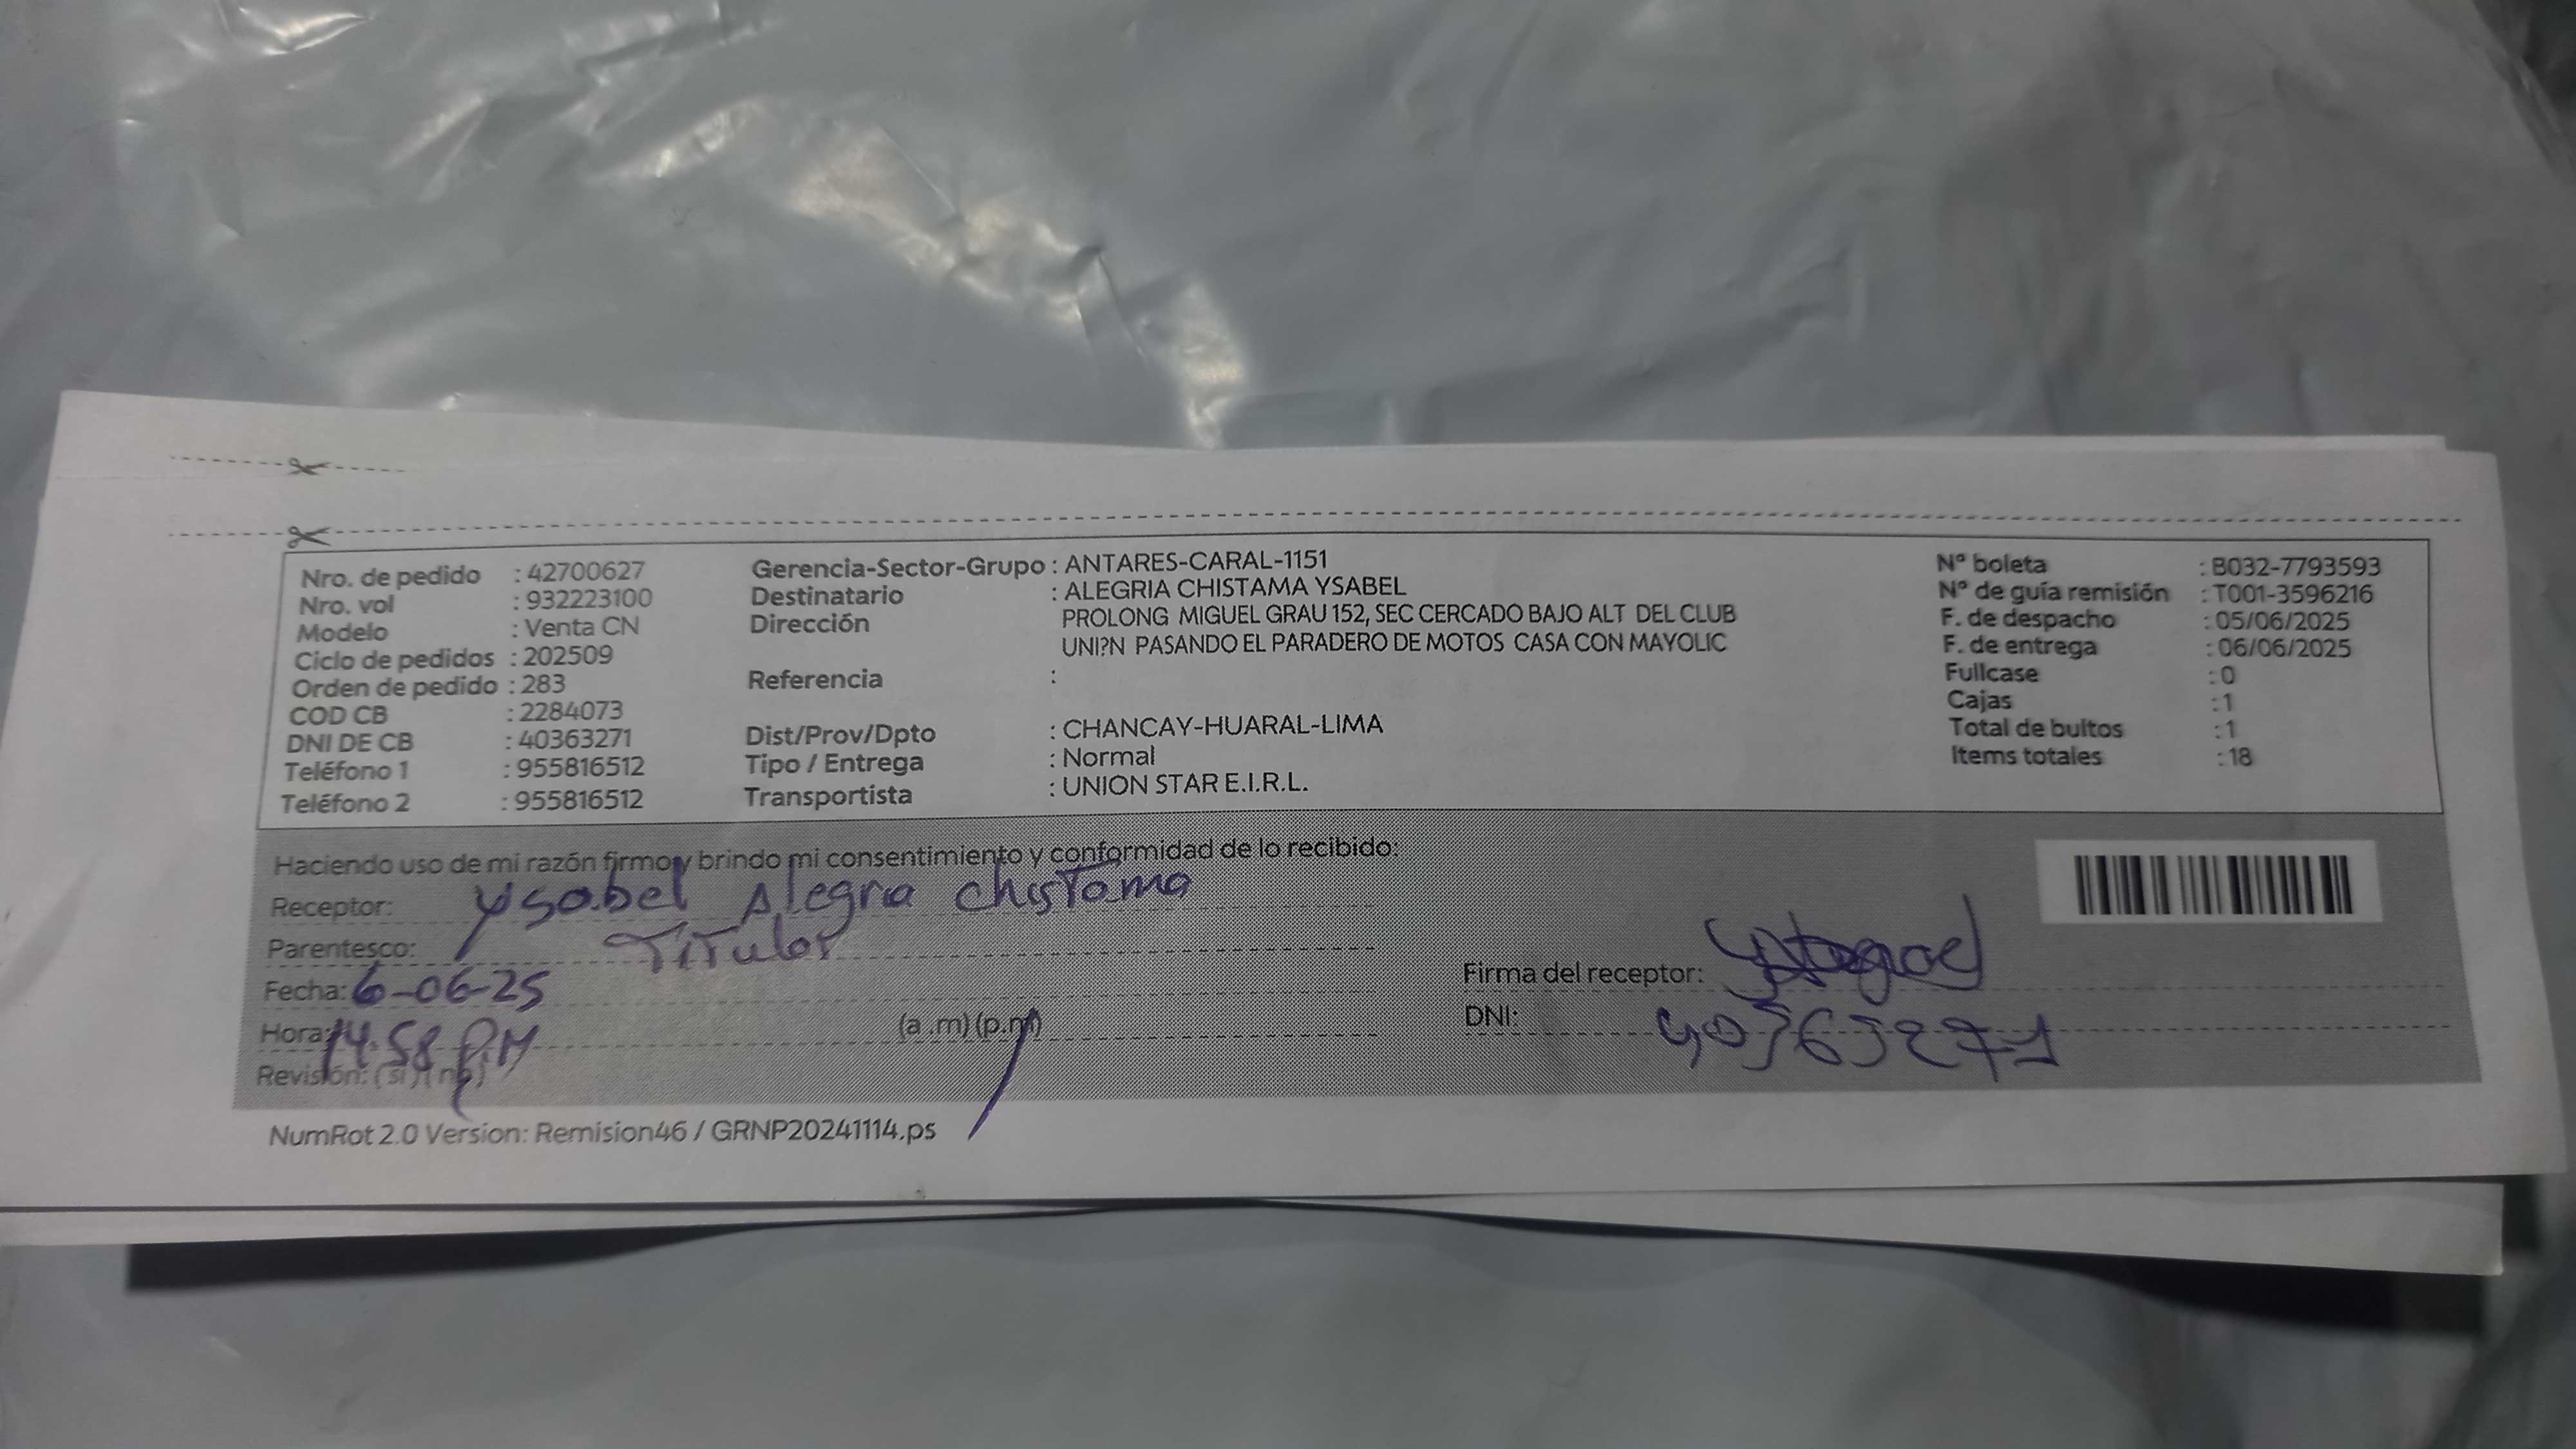 Nro. de pedido : 42700627
Nro. vol : 932223100
Modelo : Venta CN
Ciclo de pedidos : 202509
Orden de pedido : 283
COD CB : 2284073
DNI DE CB : 40363271
Teléfono 1 : 955816512
Teléfono 2 : 955816512
Gerencia-Sector-Grupo : ANTARES-CARAL-1151
Destinatario : ALEGRIA CHISTAMA YSABEL
Dirección PROLONG MIGUEL GRAU 152, SEC CERCADO BAJO ALT DEL CLUB
UNI?N PASANDO EL PARADERO DE MOTOS CASA CON MAYOLIC
Referencia :
Dist/Prov/Dpto : CHANCAY-HUARAL-LIMA
Tipo / Entrega : Normal
Transportista : UNION STAR E.I.R.L.
Nº boleta : B032-7793593
Nº de guía remisión : T001-3596216
F. de despacho : 05/06/2025
F. de entrega : 06/06/2025
Fullcase : 0
Cajas : 1
Total de bultos : 1
Items totales : 18
Haciendo uso de mi razón firmo y brindo mi consentimiento y conformidad de lo recibido:
Receptor: Ysabel Alegria Chistama
Parentesco: Titular
Fecha: 6-06-25
Hora: 14:58 P.M (a.m) (p.m)
Revisión: (si) (no)
Firma del receptor:
DNI: 40363271
NumRot 2.0 Version: Remision46 / GRNP20241114.ps